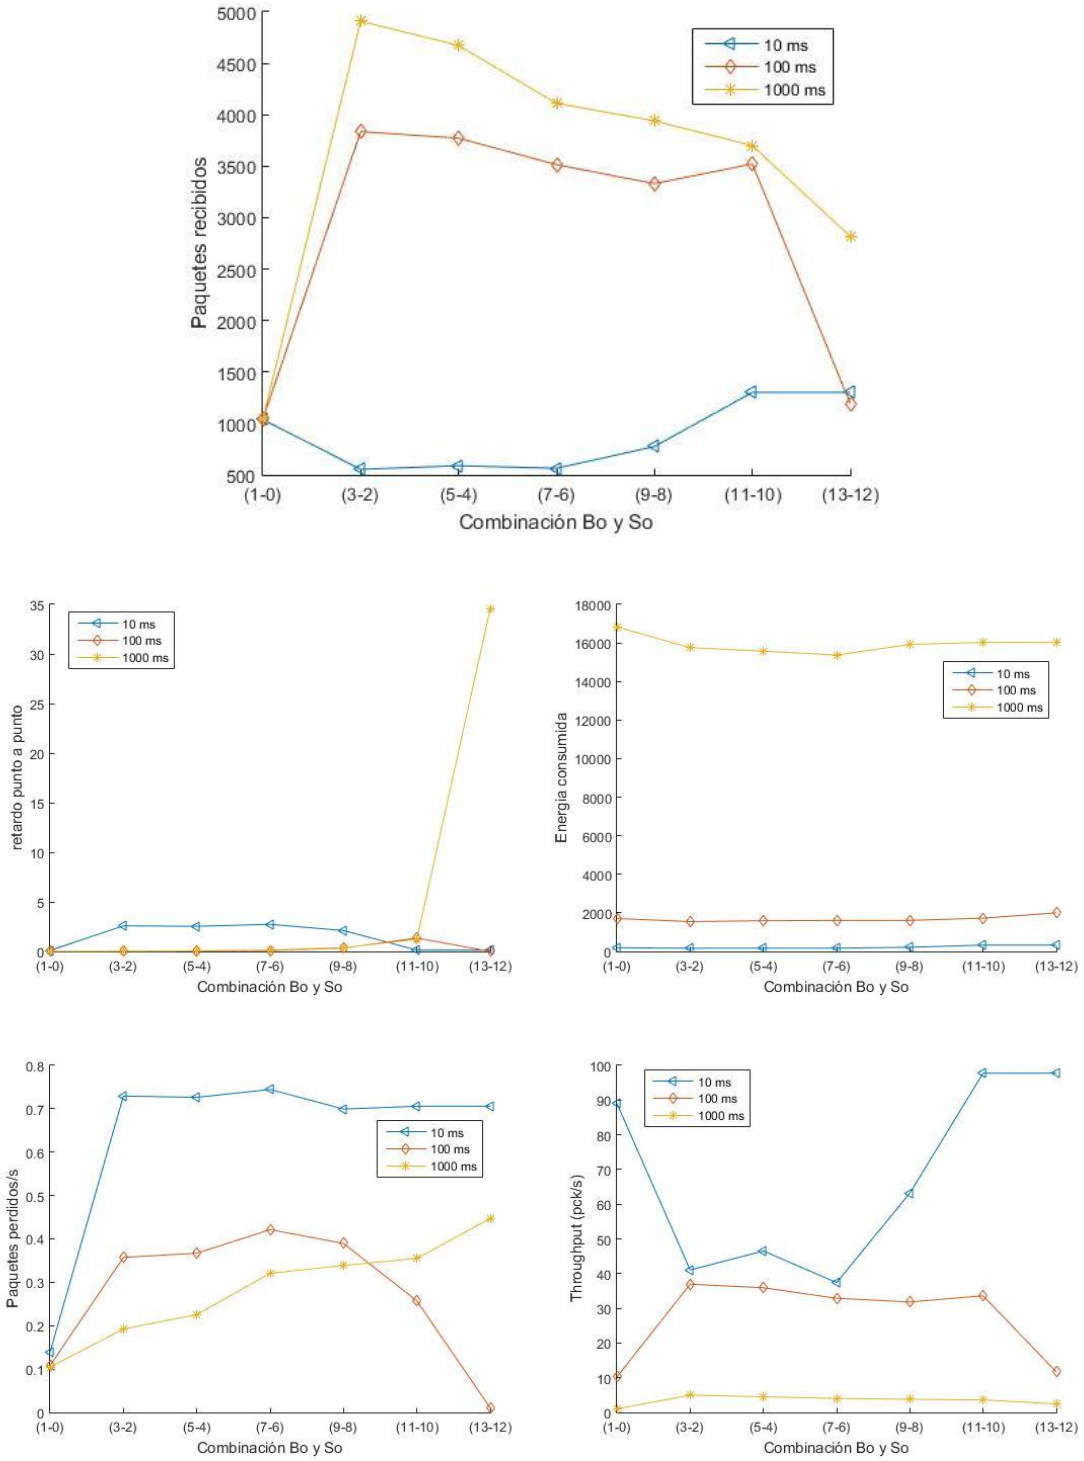 5000
4500
4000
3500
3000
2500
2000
1500
1000
500
Paquetes recibidos
10 ms
100 ms
1000 ms
(1-0) (3-2) (5-4) (7-6) (9-8) (11-10) (13-12)
Combinación Bo y So
35
30
25
20
15
10
5
0
retardo punto a punto
10 ms
100 ms
1000 ms
(1-0) (3-2) (5-4) (7-6) (9-8) (11-10) (13-12)
Combinación Bo y So
18000
16000
14000
12000
10000
8000
6000
4000
2000
0
Energia consumida
10 ms
100 ms
1000 ms
(1-0) (3-2) (5-4) (7-6) (9-8) (11-10) (13-12)
Combinación Bo y So
0.8
0.7
0.6
0.5
0.4
0.3
0.2
0.1
0
Paquetes perdidos/s
10 ms
100 ms
1000 ms
(1-0) (3-2) (5-4) (7-6) (9-8) (11-10) (13-12)
Combinación Bo y So
100
90
80
70
60
50
40
30
20
10
0
Throughput (pck/s)
10 ms
100 ms
1000 ms
(1-0) (3-2) (5-4) (7-6) (9-8) (11-10) (13-12)
Combinación Bo y So